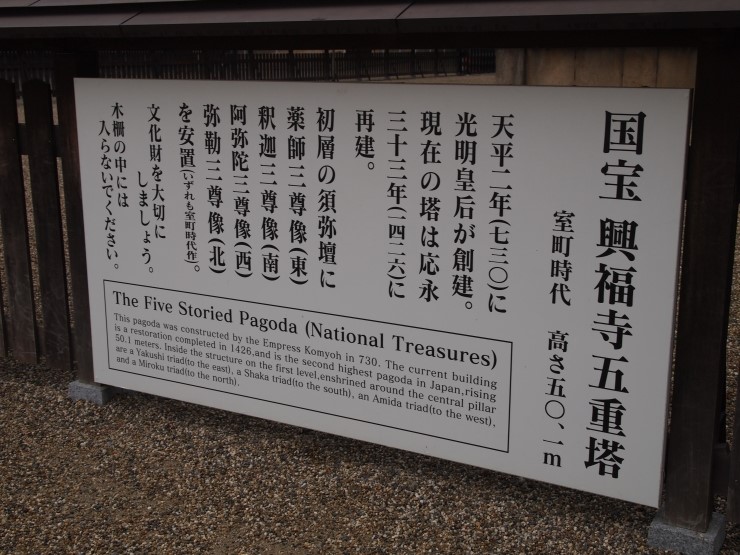 国宝 興福寺五重塔
室町時代 高さ五〇、一m
天平二年(七三〇)に
光明皇后が創建。
現在の塔は応永
三十三年(一四二六)に
再建。
初層の須弥壇に
薬師三尊像(東)
釈迦三尊像(南)
阿弥陀三尊像(西)
弥勒三尊像(北)
を安置(いずれも室町時代作)。
文化財を大切に
しましょう。
木柵の中には
入らないでください。
The Five Storied Pagoda (National Treasures)
This pagoda was constructed by the Empress Komyoh in 730. The current building
is a restoration completed in 1426,and is the second highest pagoda in Japan,rising
50.1 meters. Inside the structure on the first level,enshrined around the central pillar
are a Yakushi triad(to the east), a Shaka triad(to the south), an Amida triad(to the west),
and a Miroku triad(to the north).